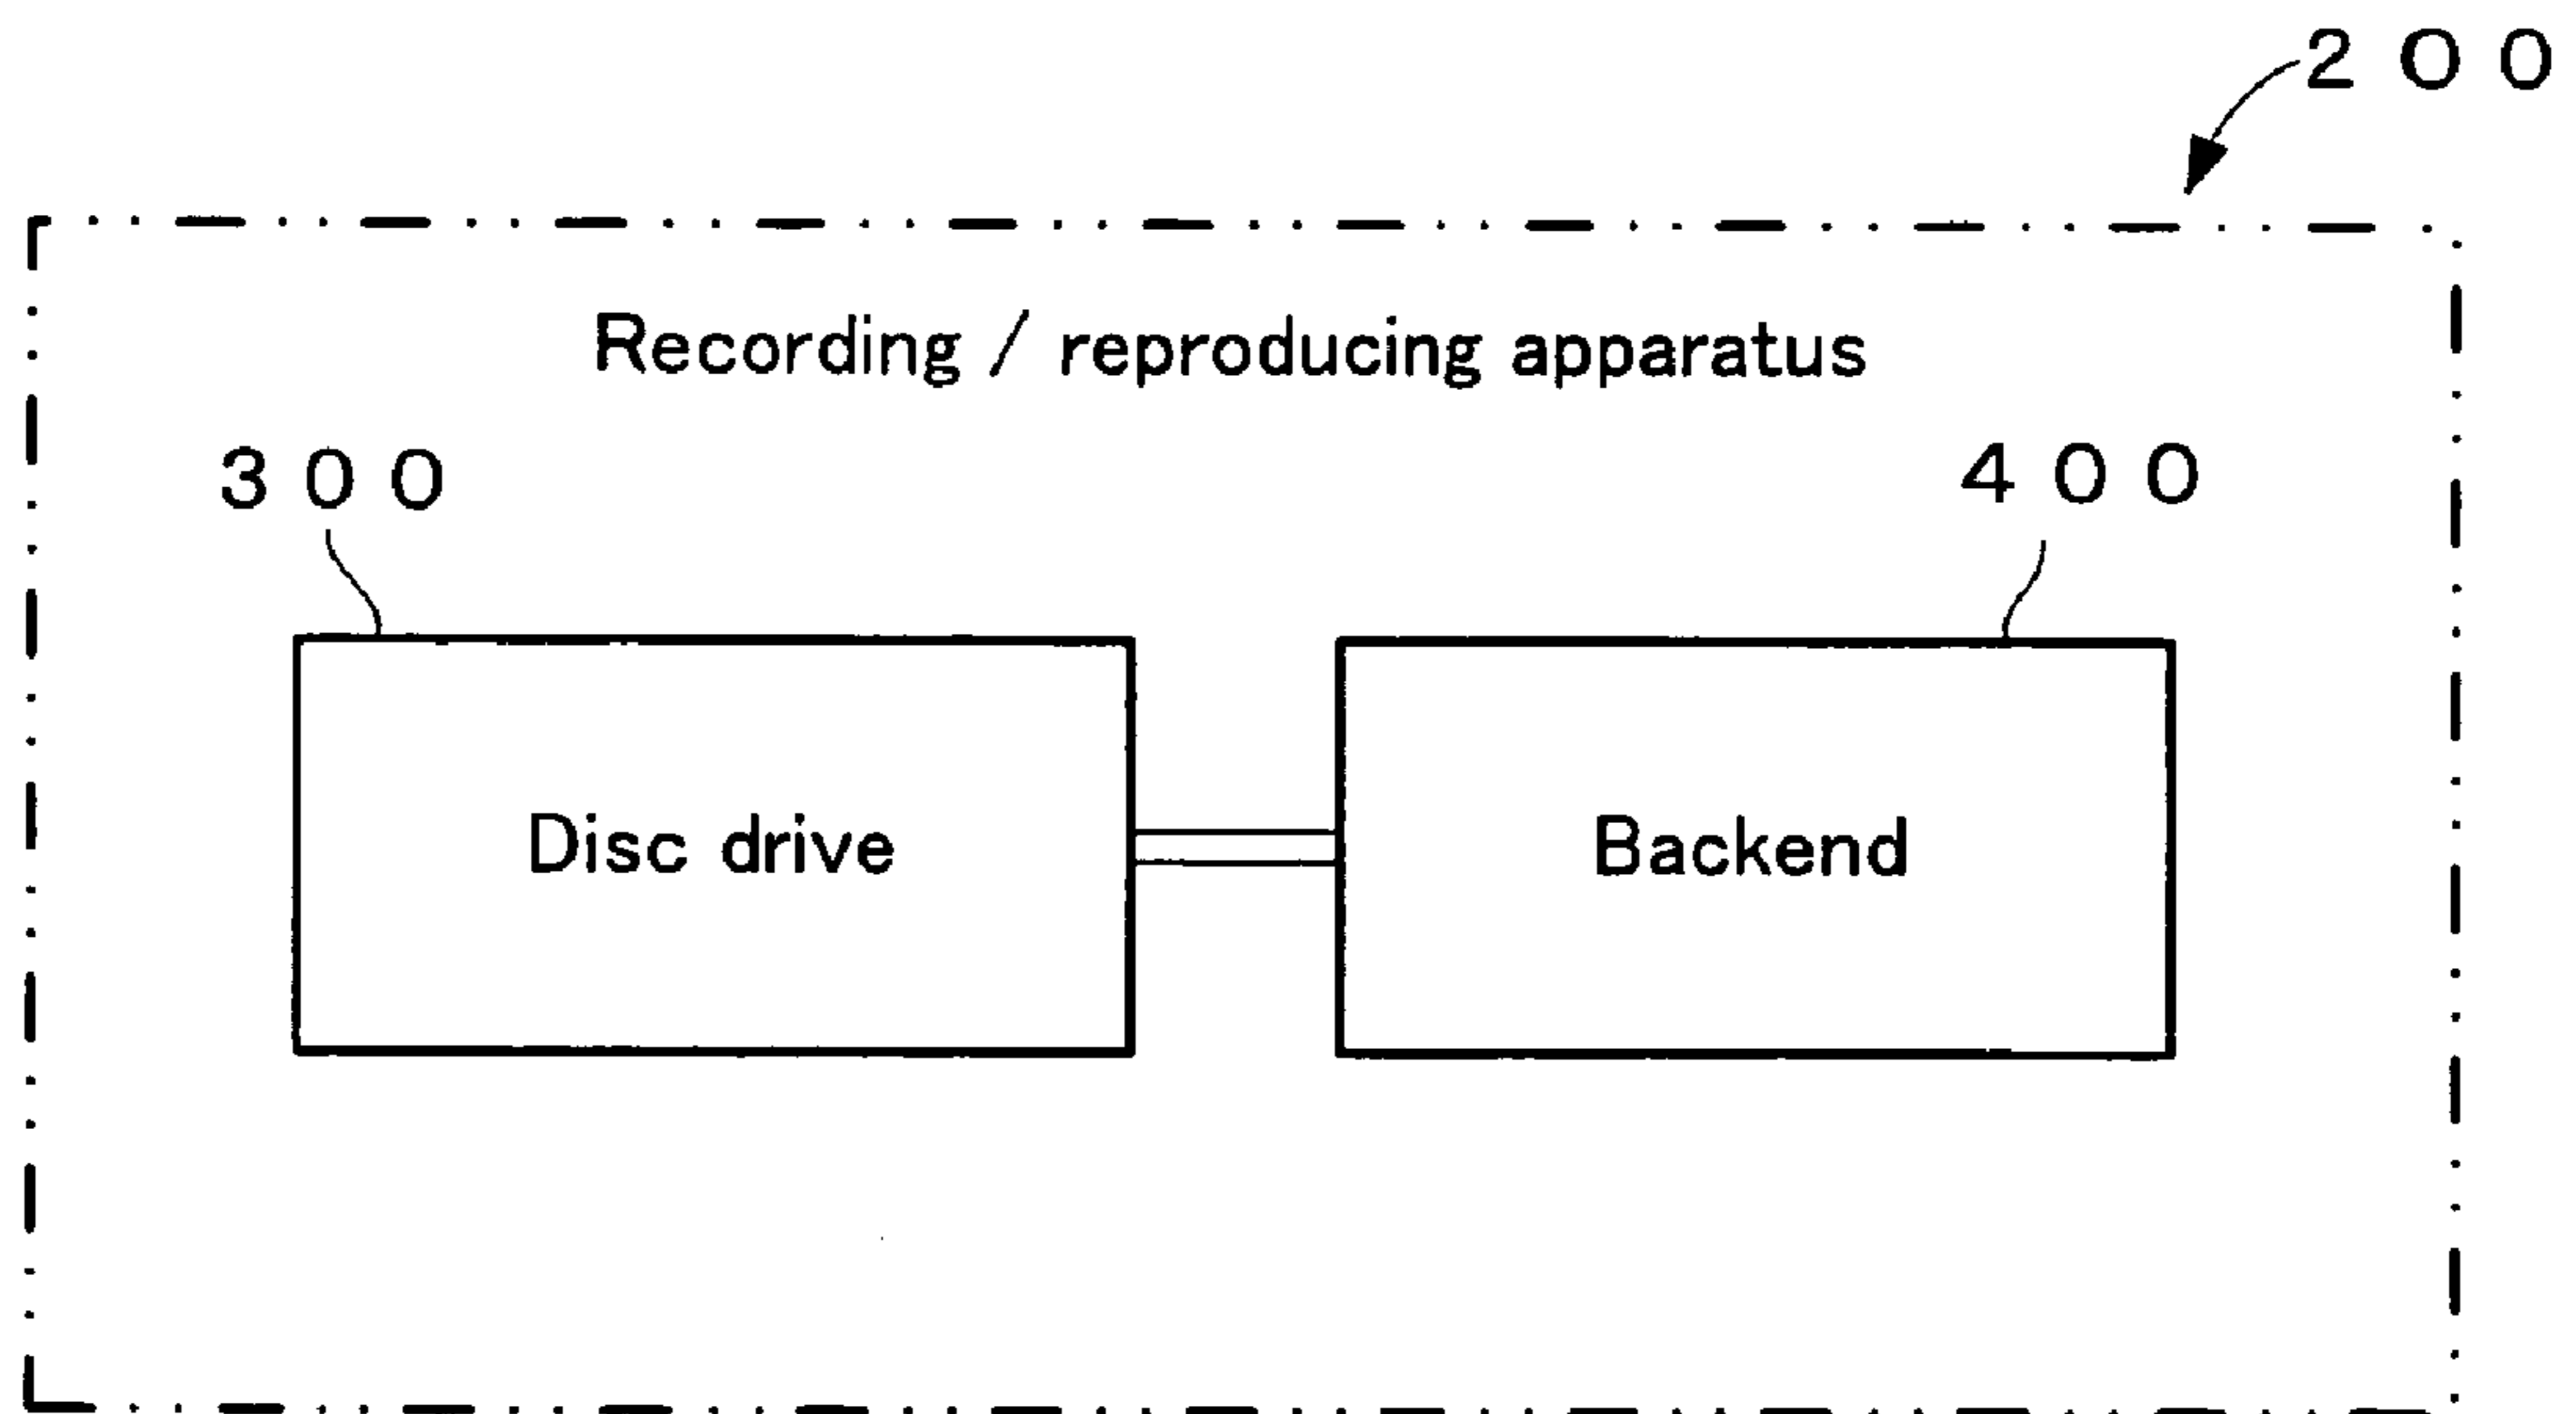 200
Recording / reproducing apparatus
300
400
Disc drive
Backend